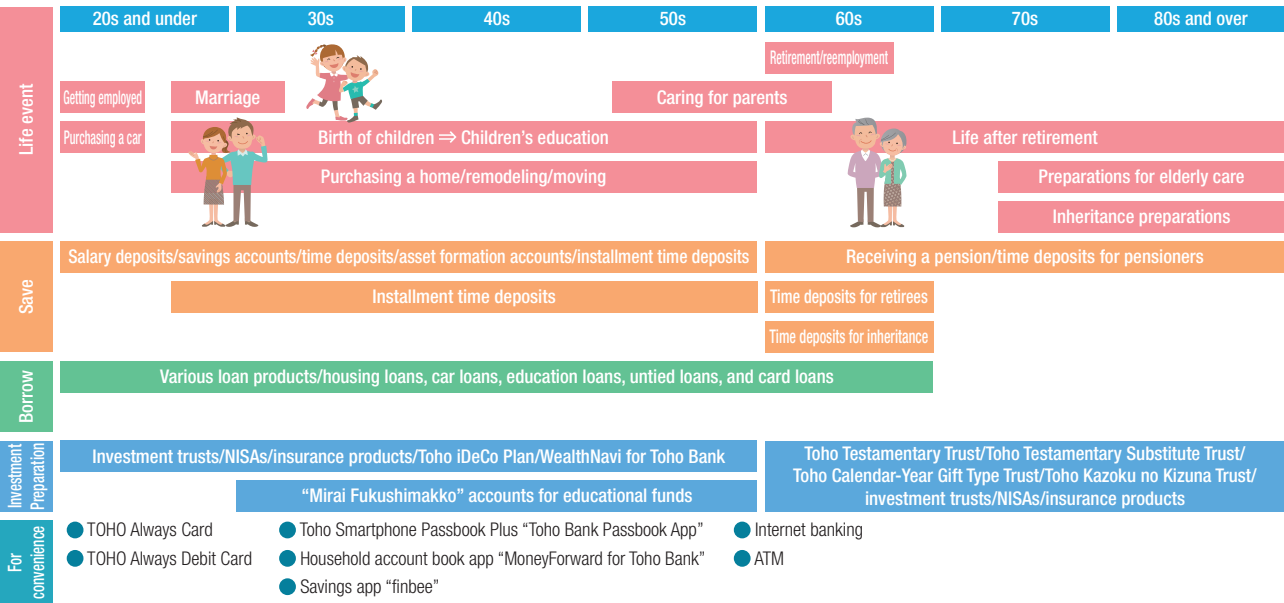 20s and under
30s
40s
50s
60s
70s
80s and over
Life event
Retirement/reemployment
Getting employed
Marriage
Caring for parents
Purchasing a car
Birth of children ⇒ Children's education
Life after retirement
Purchasing a home/remodeling/moving
Preparations for elderly care
Inheritance preparations
Save
Salary deposits/savings accounts/time deposits/asset formation accounts/installment time deposits
Receiving a pension/time deposits for pensioners
Installment time deposits
Time deposits for retirees
Time deposits for inheritance
Borrow
Various loan products/housing loans, car loans, education loans, untied loans, and card loans
Investment
Preparation
Investment trusts/NISAs/insurance products/Toho iDeCo Plan/WealthNavi for Toho Bank
“Mirai Fukushimakko” accounts for educational funds
Toho Testamentary Trust/Toho Testamentary Substitute Trust/
Toho Calendar-Year Gift Type Trust/Toho Kazoku no Kizuna Trust/
investment trusts/NISAs/insurance products
For
convenience
● TOHO Always Card
● TOHO Always Debit Card
● Toho Smartphone Passbook Plus “Toho Bank Passbook App”
● Household account book app “MoneyForward for Toho Bank”
● Savings app “finbee”
● Internet banking
● ATM